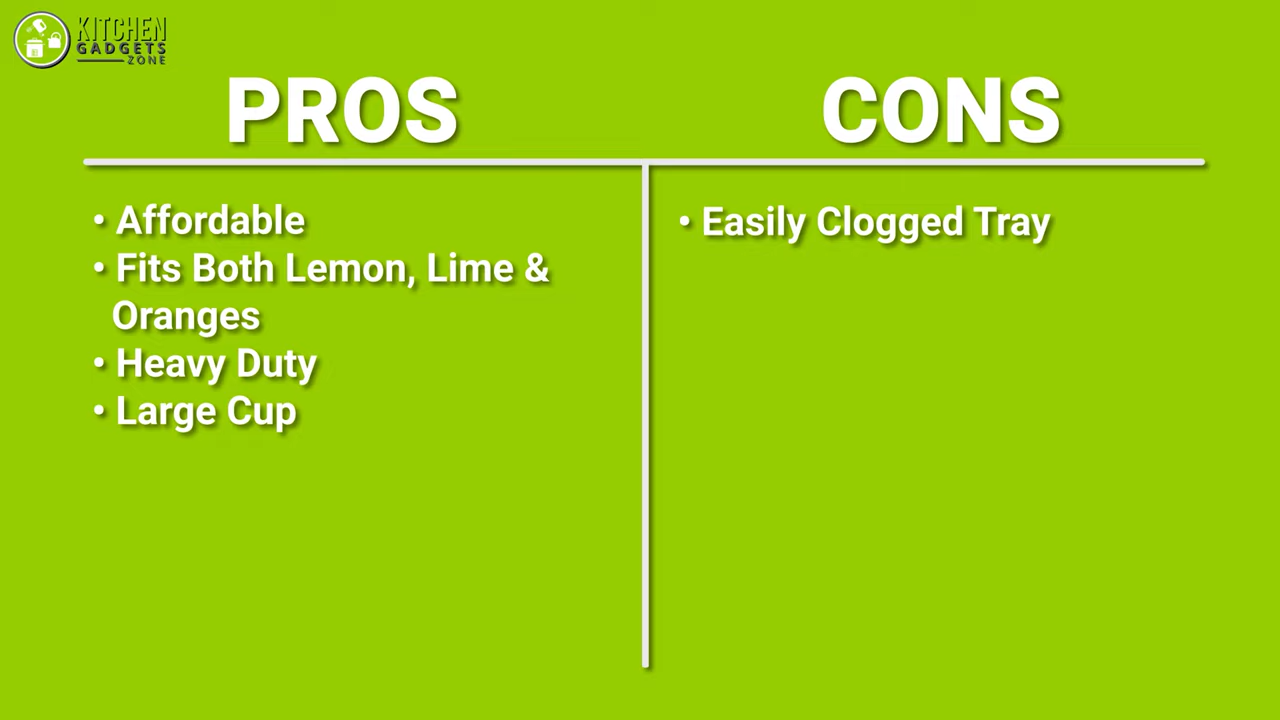 KITCHEN
GADGETS
ZONE
PROS
CONS
• Affordable
• Fits Both Lemon, Lime &
Oranges
• Heavy Duty
• Large Cup
• Easily Clogged Tray